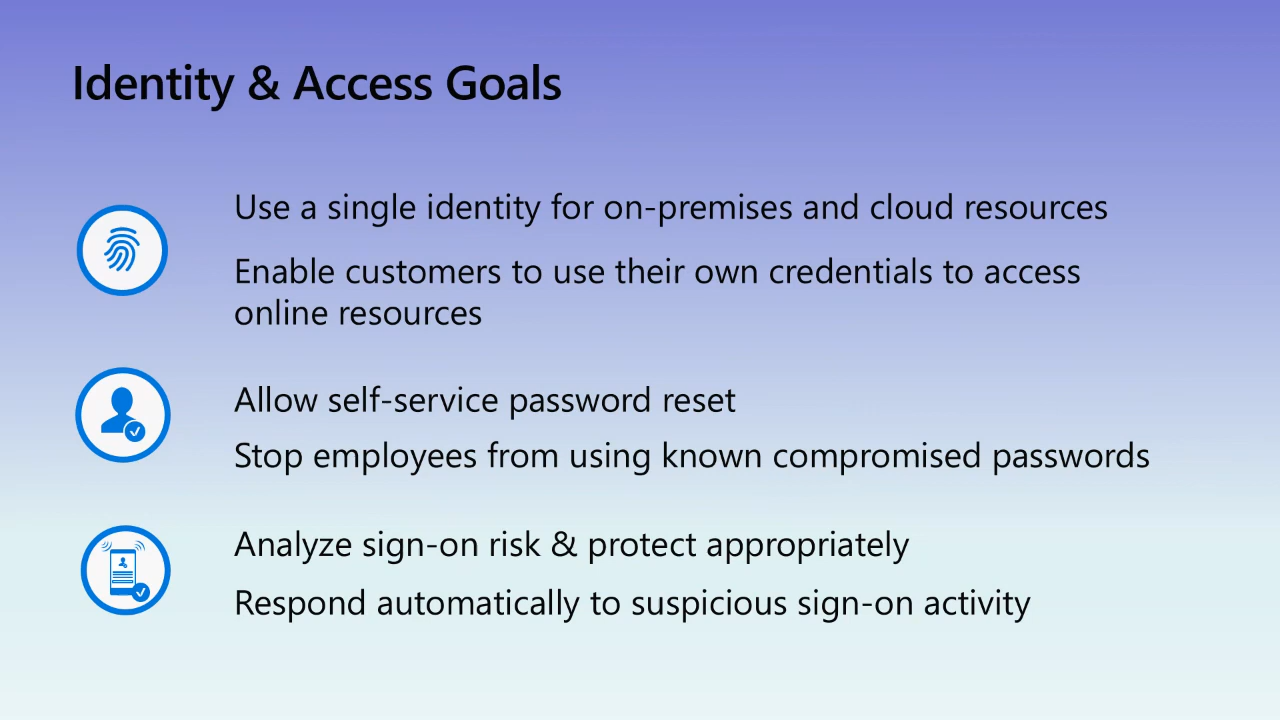 Identity & Access Goals
Use a single identity for on-premises and cloud resources
Enable customers to use their own credentials to access
online resources
Allow self-service password reset
Stop employees from using known compromised passwords
Analyze sign-on risk & protect appropriately
Respond automatically to suspicious sign-on activity